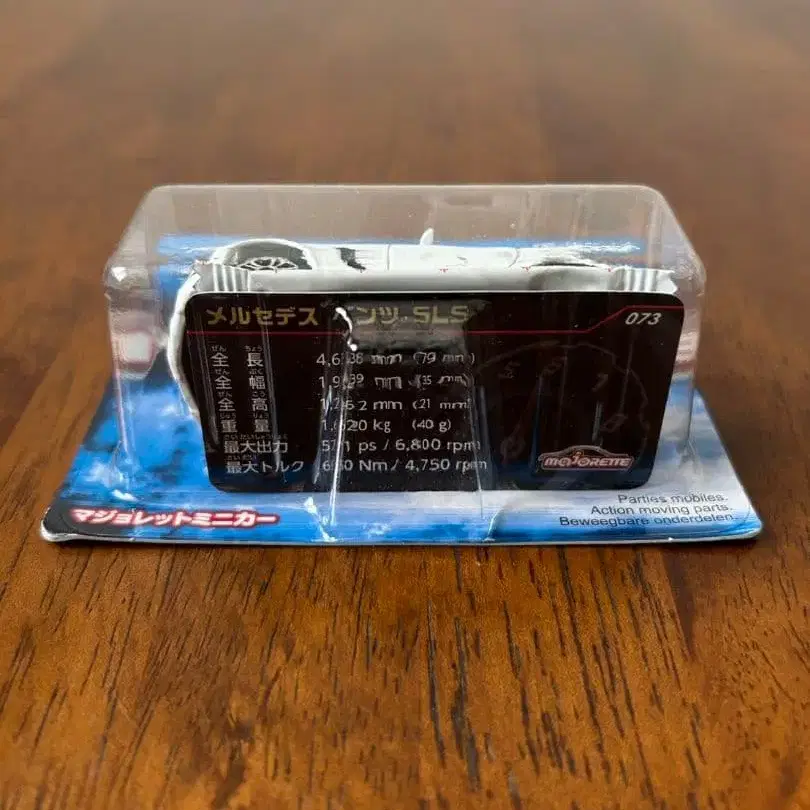 メルセデス ベンツ SLS
073
全長 4,638 mm (79 mm)
全幅 1,939 mm (35 mm)
全高 1,262 mm (21 mm)
重量 1,620 kg (40 g)
最大出力 571 ps / 6,800 rpm
最大トルク 650 Nm / 4,750 rpm
MAJORETTE
マジョレットミニカー
Parties mobiles.
Action moving parts.
Beweegbare onderdelen.